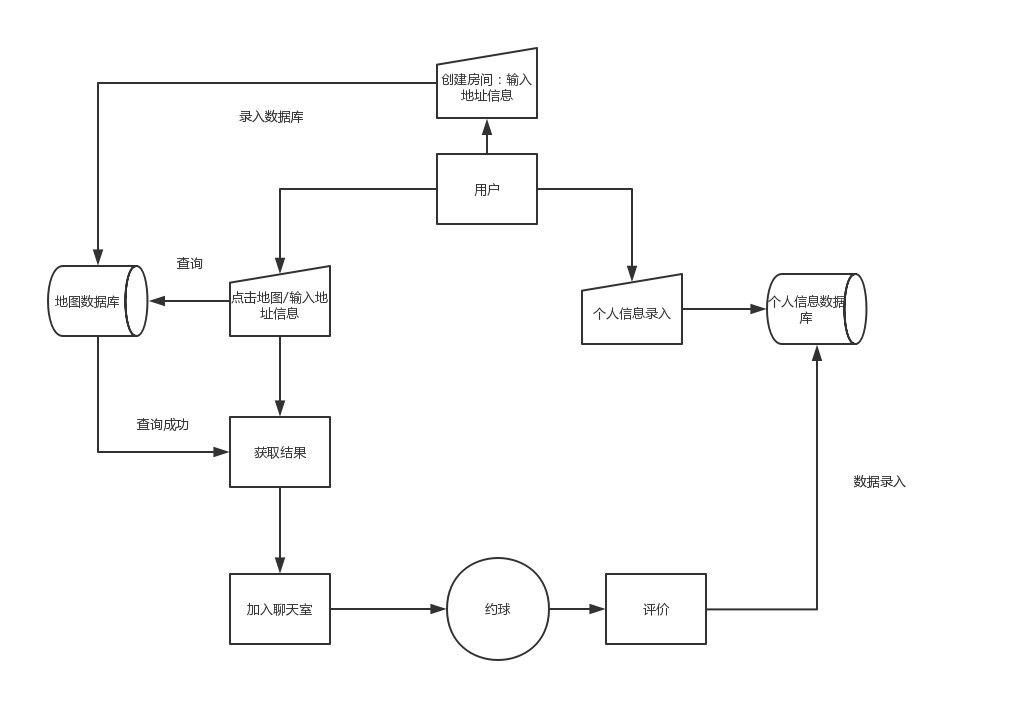 创建房间：输入
地址信息
录入数据库
用户
查询
地图数据库
点击地图/输入地
址信息
个人信息录入
个人信息数据
库
查询成功
获取结果
数据录入
加入聊天室
约球
评价